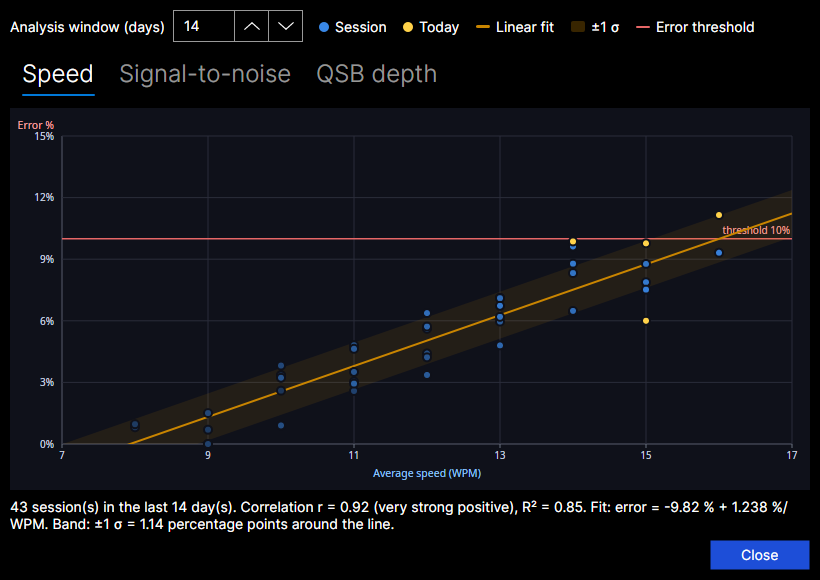 Analysis window (days) 14 Session Today Linear fit ±1 σ Error threshold
Speed Signal-to-noise QSB depth
Error %
15%
12%
threshold 10%
9%
6%
3%
0%
7 9 11 13 15 17
Average speed (WPM)
43 session(s) in the last 14 day(s). Correlation r = 0.92 (very strong positive), R² = 0.85. Fit: error = -9.82 % + 1.238 %/
WPM. Band: ±1 σ = 1.14 percentage points around the line.
Close